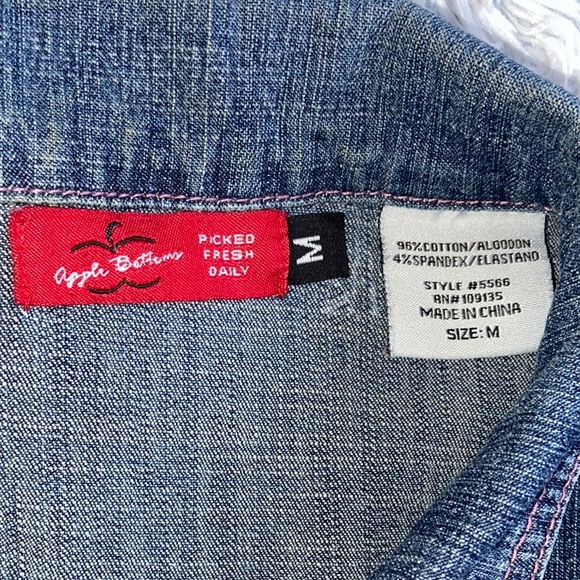 Apple Bottoms
PICKED
FRESH
DAILY
M
96%COTTON/ALGODON
4%SPANDEX/ELASTANO
STYLE #5566
RN#109135
MADE IN CHINA
SIZE: M